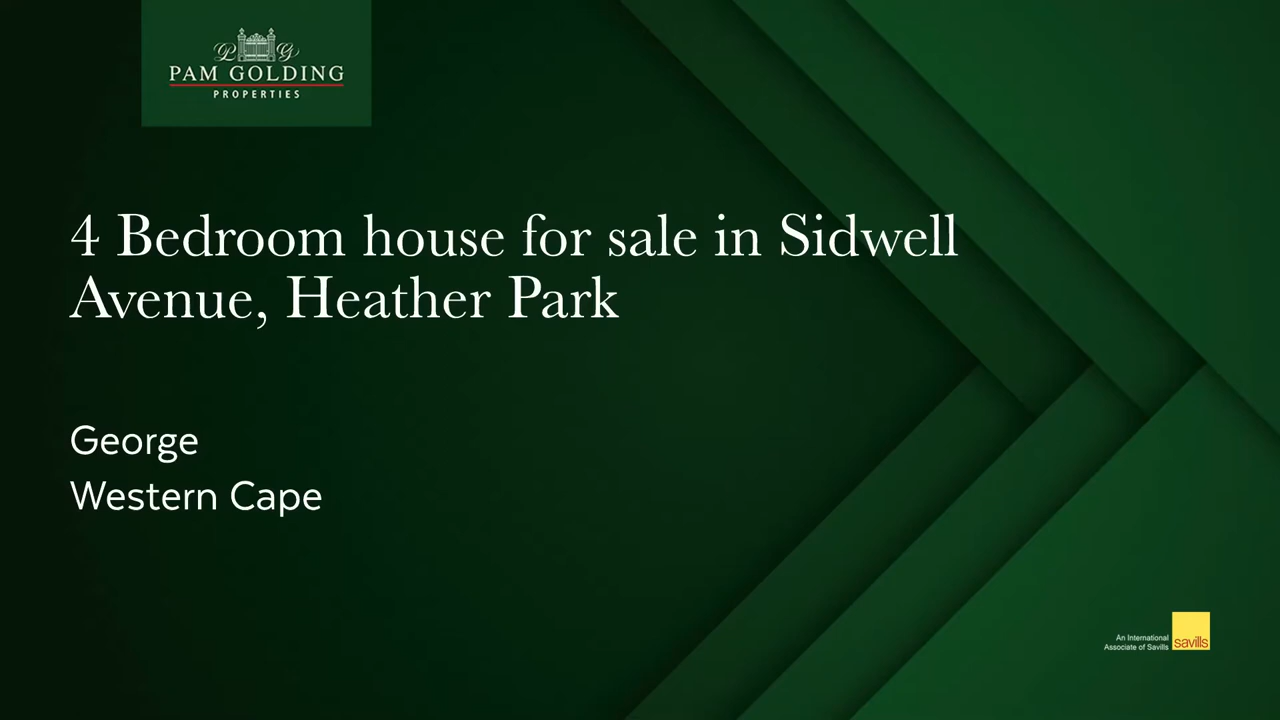 PG
PAM GOLDING
PROPERTIES
4 Bedroom house for sale in Sidwell
Avenue, Heather Park
George
Western Cape
An International
Associate of Savills
savills